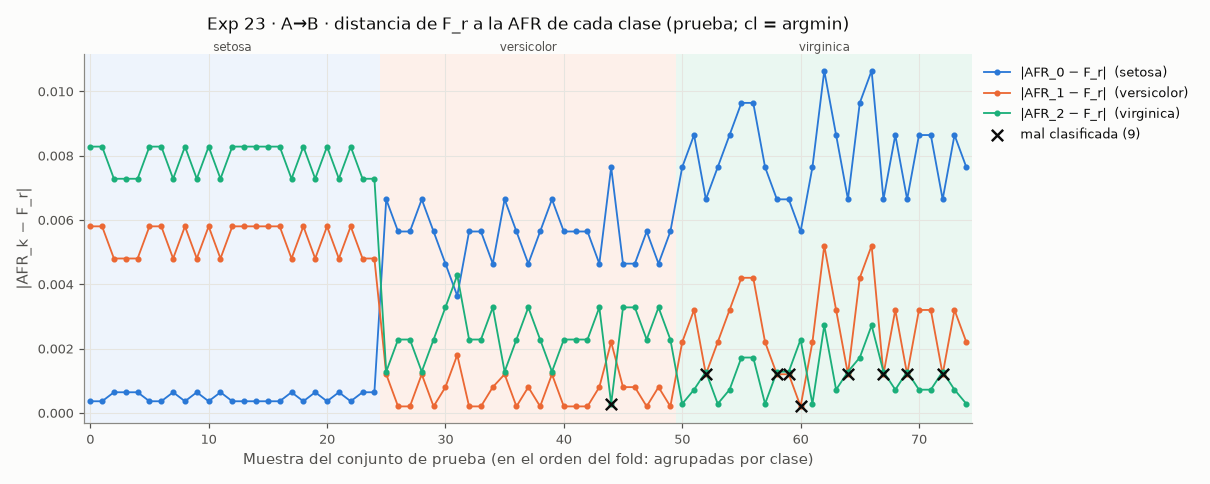 Exp 23 · A→B · distancia de F_r a la AFR de cada clase (prueba; cl = argmin)
setosa
versicolor
virginica
|AFR_0 − F_r| (setosa)
|AFR_1 − F_r| (versicolor)
|AFR_2 − F_r| (virginica)
mal clasificada (9)
|AFR_k − F_r|
0.010
0.008
0.006
0.004
0.002
0.000
0
10
20
30
40
50
60
70
Muestra del conjunto de prueba (en el orden del fold: agrupadas por clase)